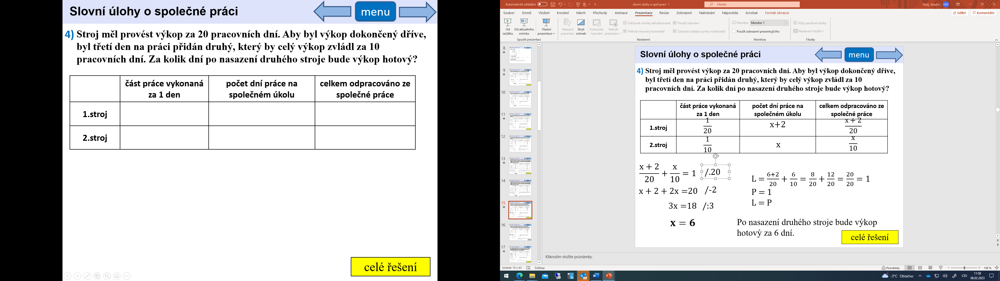 Slovní úlohy o společné práci
menu
4) Stroj měl provést výkop za 20 pracovních dní. Aby byl výkop dokončený dříve,
byl třetí den na práci přidán druhý, který by celý výkop zvládl za 10
pracovních dní. Za kolik dní po nasazení druhého stroje bude výkop hotový?
část práce vykonaná za 1 den
počet dní práce na společném úkolu
celkem odpracováno ze společné práce
1.stroj
2.stroj
celé řešení
Automatické ukládání
slovni ulohy o spol praci
Hledat
Holý, Martin HM
Soubor Domů Vložení Kreslení Návrh Přechody Animace Prezentace Revize Zobrazení Nahrávání Nápověda Acrobat Formát obrazce
Sdílet Komentáře
Od začátku
Od aktuálního snímku
Vlastní prezentace
Nastavit prezentaci
Skrýt snímek
Vyzkoušet časování
Nahrát prezentaci
Udržovat snímky aktualizované
Přehrát mluvený komentář
Použít časování
Zobrazit ovládací prvky multimédií
Monitor: Monitor 1
Použít zobrazení prezentujícího
Vždy používat titulky
Nastavení titulků
Spustit prezentaci Nastavení Monitory Titulky
8
9
10
11
12
13
14
15
16
17
Slovní úlohy o společné práci
menu
4) Stroj měl provést výkop za 20 pracovních dní. Aby byl výkop dokončený dříve,
byl třetí den na práci přidán druhý, který by celý výkop zvládl za 10
pracovních dní. Za kolik dní po nasazení druhého stroje bude výkop hotový?
část práce vykonaná za 1 den
počet dní práce na společném úkolu
celkem odpracováno ze společné práce
1.stroj 1/20 x+2 (x + 2)/20
2.stroj 1/10 x x/10
(x + 2)/20 + x/10 = 1 /.20
x + 2 + 2x =20 /-2
3x =18 /:3
x = 6
L = (6+2)/20 + 6/10 = 8/20 + 12/20 = 20/20 = 1
P = 1
L = P
Po nasazení druhého stroje bude výkop
hotový za 6 dní.
celé řešení
Kliknutím vložíte poznámky.
Snímek 15 z 43 Čeština Poznámky 108 %
-3°C Oblačno CES 11:58
06.02.2023